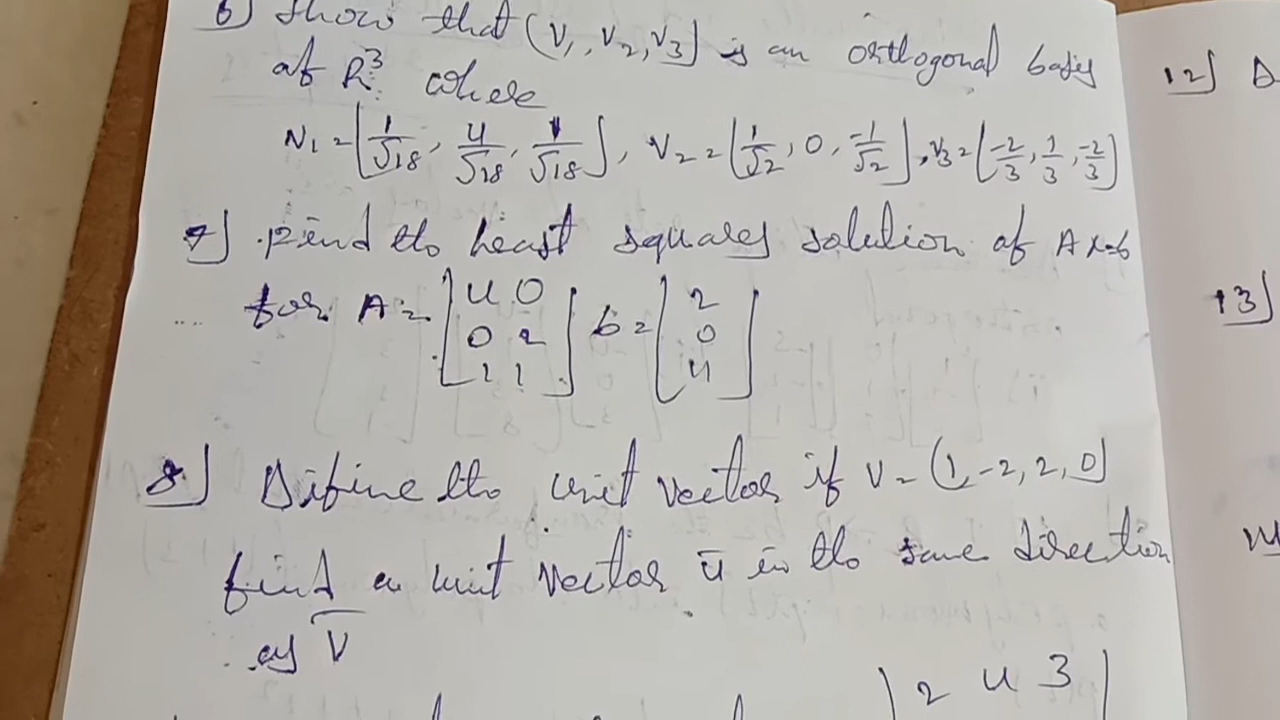 6) Show that (V1, V2, V3) is an orthogonal basis
of R³. where
V1 = [1/√18, 4/√18, 1/√18], V2 = [1/√2, 0, -1/√2], V3 = [-2/3, 1/3, -2/3]
7) Find the least squares solution of Ax=b
for A = [4 0
0 2
1 1] b = [2
0
4]
8) Define the unit vector if V = (1, -2, 2, 0)
find a unit vector ū in the same direction
as V̅
2 4 3
12)
13)